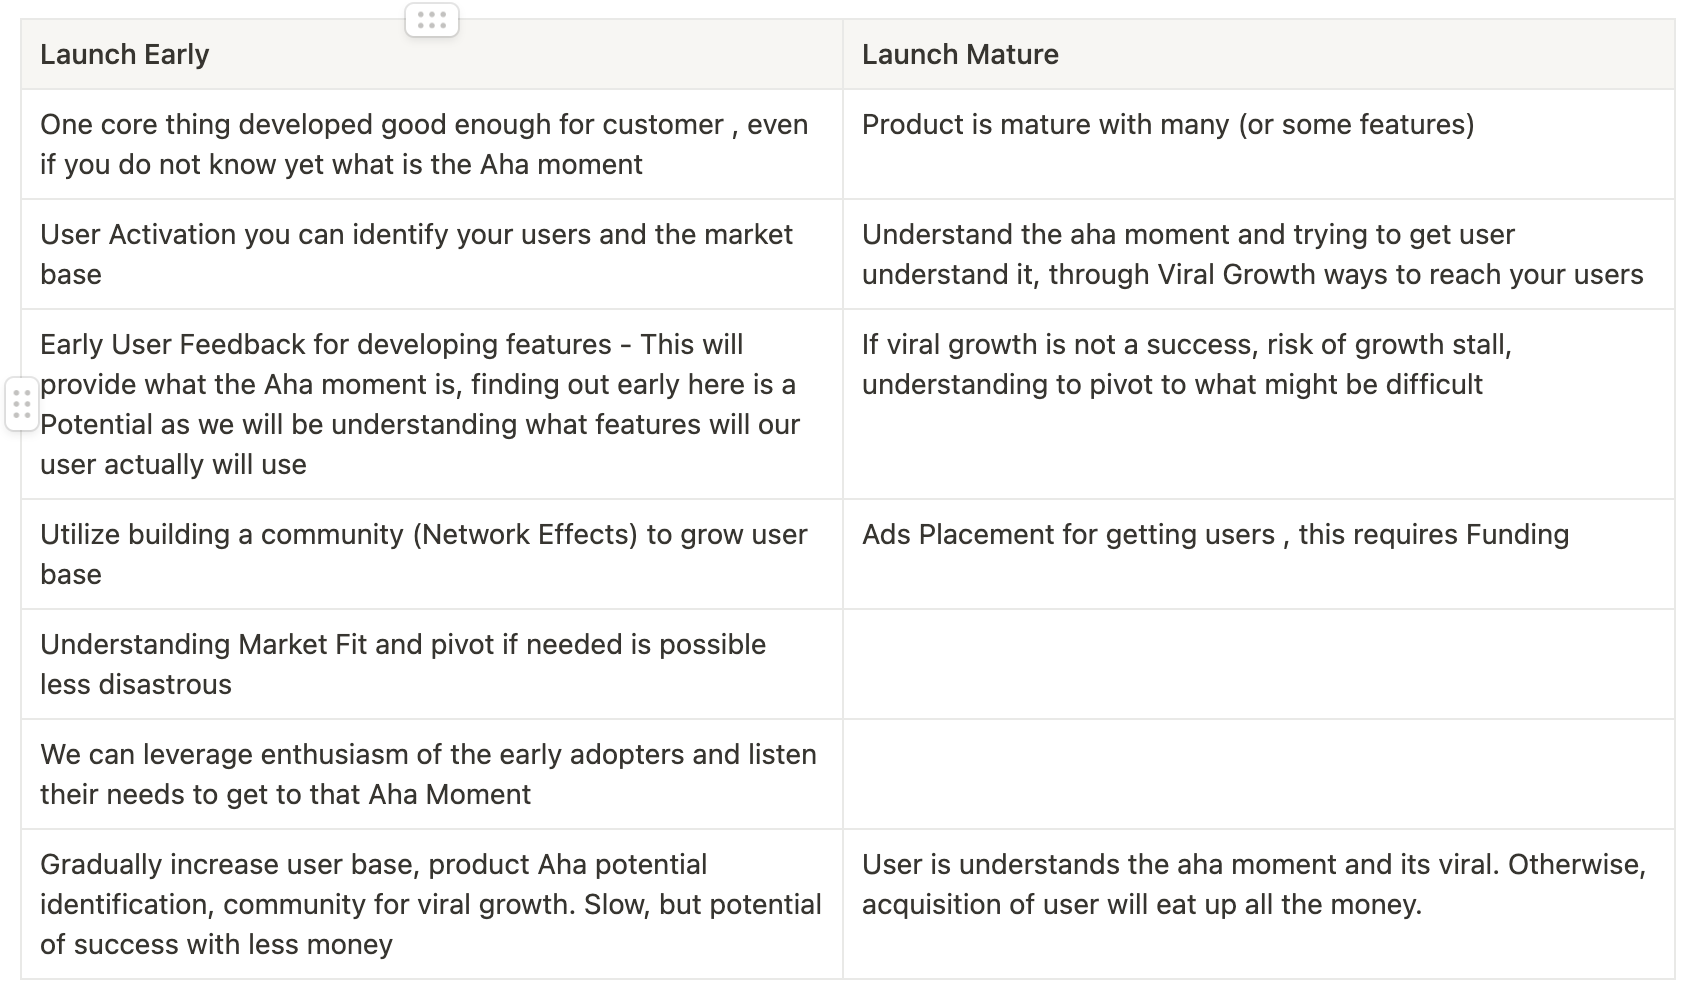 Launch Early
Launch Mature
One core thing developed good enough for customer , even
if you do not know yet what is the Aha moment
Product is mature with many (or some features)
User Activation you can identify your users and the market
base
Understand the aha moment and trying to get user
understand it, through Viral Growth ways to reach your users
Early User Feedback for developing features - This will
provide what the Aha moment is, finding out early here is a
Potential as we will be understanding what features will our
user actually will use
If viral growth is not a success, risk of growth stall,
understanding to pivot to what might be difficult
Utilize building a community (Network Effects) to grow user
base
Ads Placement for getting users , this requires Funding
Understanding Market Fit and pivot if needed is possible
less disastrous
We can leverage enthusiasm of the early adopters and listen
their needs to get to that Aha Moment
Gradually increase user base, product Aha potential
identification, community for viral growth. Slow, but potential
of success with less money
User is understands the aha moment and its viral. Otherwise,
acquisition of user will eat up all the money.